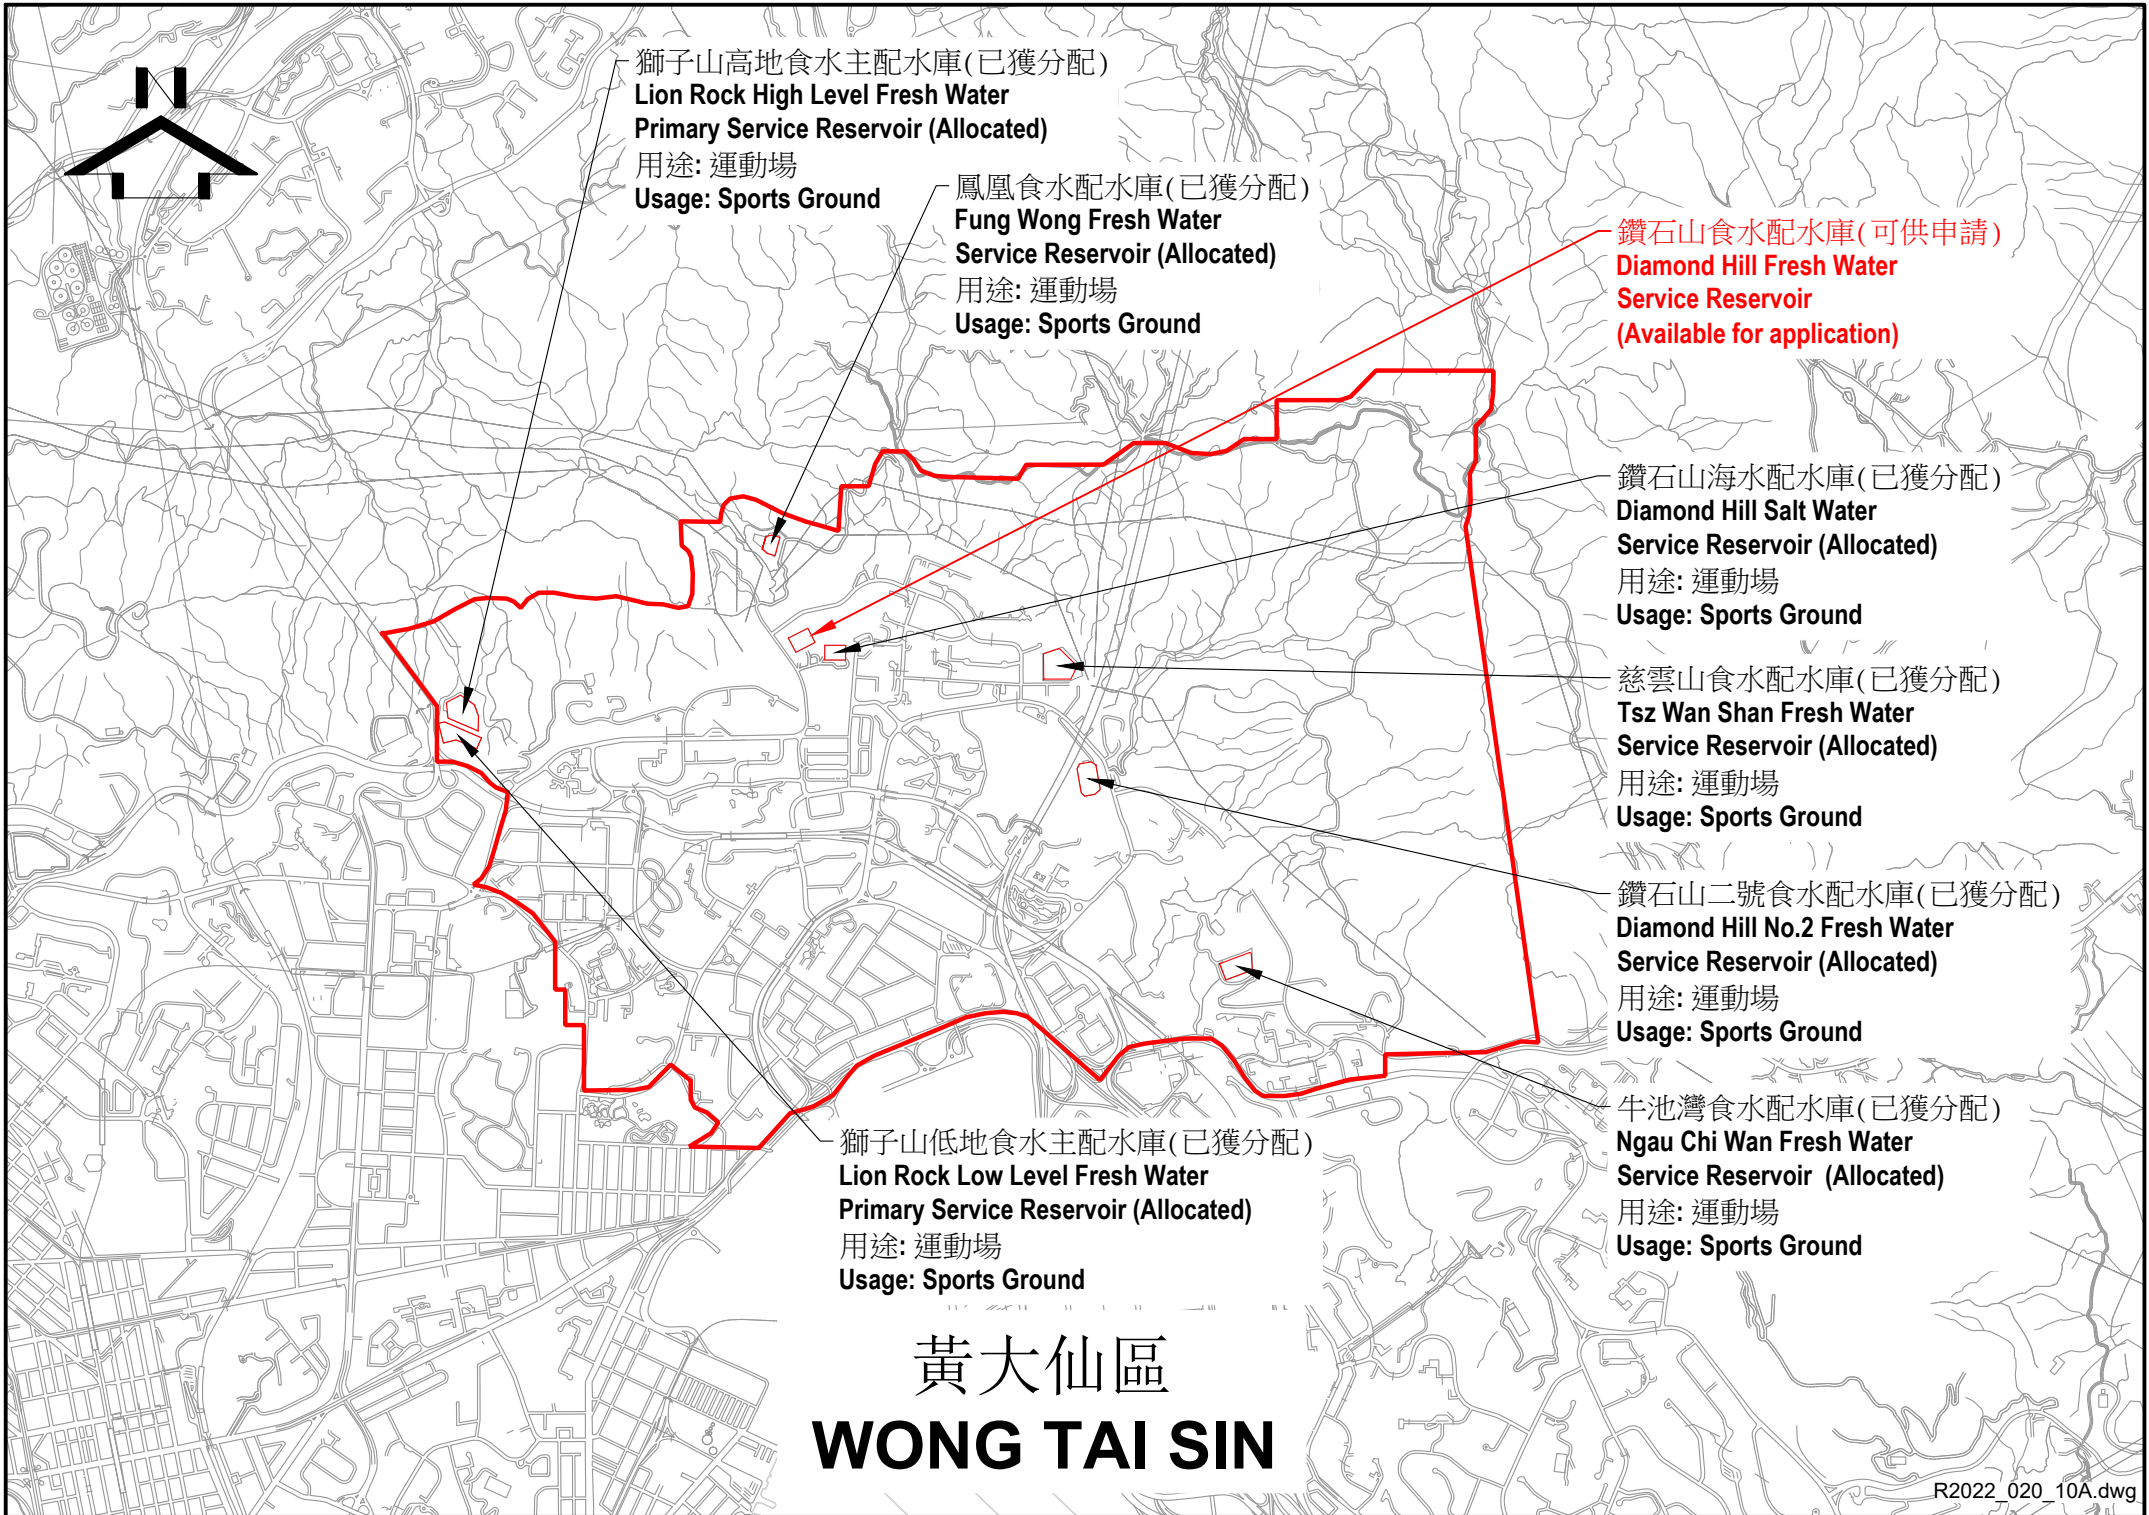 N
獅子山高地食水主配水庫(已獲分配)
Lion Rock High Level Fresh Water
Primary Service Reservoir (Allocated)
用途: 運動場
Usage: Sports Ground
鳳凰食水配水庫(已獲分配)
Fung Wong Fresh Water
Service Reservoir (Allocated)
用途: 運動場
Usage: Sports Ground
鑽石山食水配水庫(可供申請)
Diamond Hill Fresh Water
Service Reservoir
(Available for application)
鑽石山海水配水庫(已獲分配)
Diamond Hill Salt Water
Service Reservoir (Allocated)
用途: 運動場
Usage: Sports Ground
慈雲山食水配水庫(已獲分配)
Tsz Wan Shan Fresh Water
Service Reservoir (Allocated)
用途: 運動場
Usage: Sports Ground
鑽石山二號食水配水庫(已獲分配)
Diamond Hill No.2 Fresh Water
Service Reservoir (Allocated)
用途: 運動場
Usage: Sports Ground
牛池灣食水配水庫(已獲分配)
Ngau Chi Wan Fresh Water
Service Reservoir (Allocated)
用途: 運動場
Usage: Sports Ground
獅子山低地食水主配水庫(已獲分配)
Lion Rock Low Level Fresh Water
Primary Service Reservoir (Allocated)
用途: 運動場
Usage: Sports Ground
黃大仙區
WONG TAI SIN
R2022_020_10A.dwg